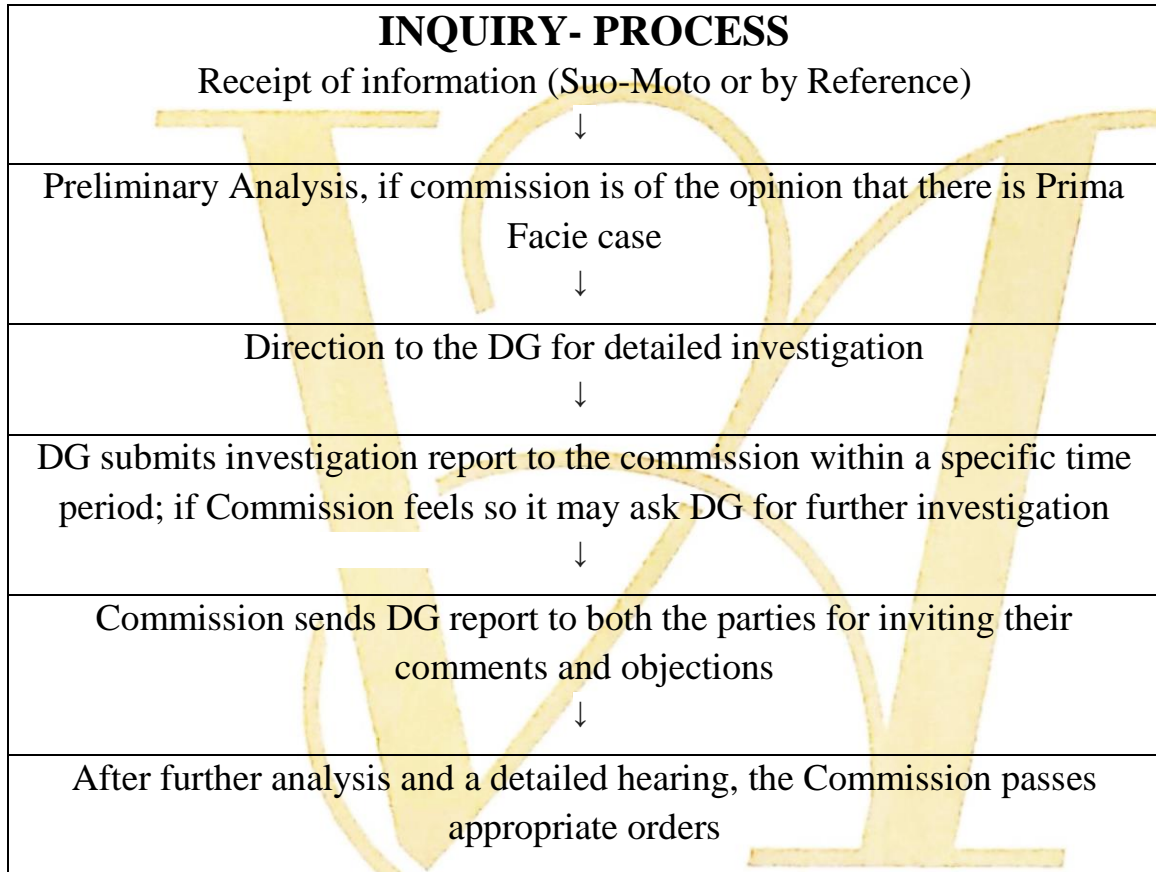 INQUIRY- PROCESS
Receipt of information (Suo-Moto or by Reference)
↓
Preliminary Analysis, if commission is of the opinion that there is Prima
Facie case
↓
Direction to the DG for detailed investigation
↓
DG submits investigation report to the commission within a specific time
period; if Commission feels so it may ask DG for further investigation
↓
Commission sends DG report to both the parties for inviting their
comments and objections
↓
After further analysis and a detailed hearing, the Commission passes
appropriate orders